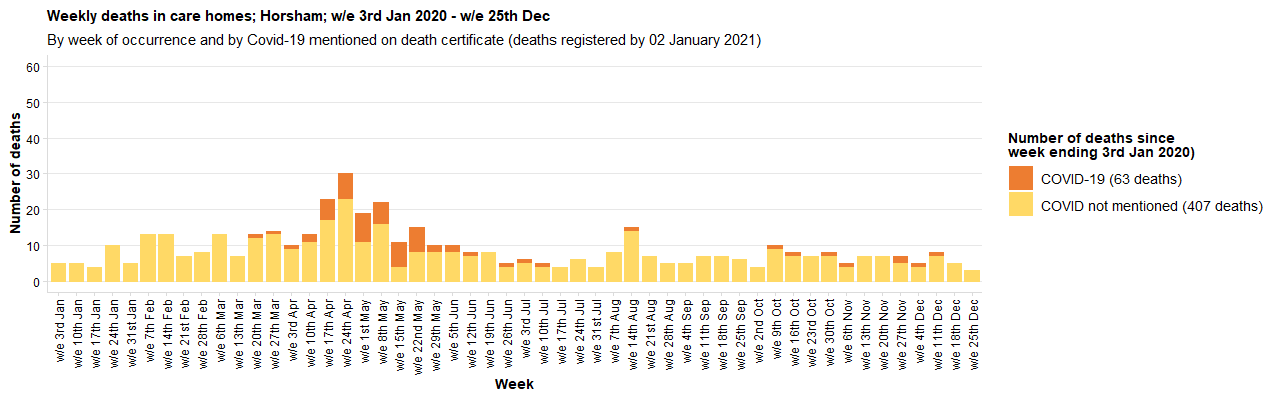 Weekly deaths in care homes; Horsham; w/e 3rd Jan 2020 - w/e 25th Dec
By week of occurrence and by Covid-19 mentioned on death certificate (deaths registered by 02 January 2021)
60
50
40
30
20
10
0
Number of deaths
w/e 3rd Jan
w/e 10th Jan
w/e 17th Jan
w/e 24th Jan
w/e 31st Jan
w/e 7th Feb
w/e 14th Feb
w/e 21st Feb
w/e 28th Feb
w/e 6th Mar
w/e 13th Mar
w/e 20th Mar
w/e 27th Mar
w/e 3rd Apr
w/e 10th Apr
w/e 17th Apr
w/e 24th Apr
w/e 1st May
w/e 8th May
w/e 15th May
w/e 22nd May
w/e 29th May
w/e 5th Jun
w/e 12th Jun
w/e 19th Jun
w/e 26th Jun
w/e 3rd Jul
w/e 10th Jul
w/e 17th Jul
w/e 24th Jul
w/e 31st Jul
w/e 7th Aug
w/e 14th Aug
w/e 21st Aug
w/e 28th Aug
w/e 4th Sep
w/e 11th Sep
w/e 18th Sep
w/e 25th Sep
w/e 2nd Oct
w/e 9th Oct
w/e 16th Oct
w/e 23rd Oct
w/e 30th Oct
w/e 6th Nov
w/e 13th Nov
w/e 20th Nov
w/e 27th Nov
w/e 4th Dec
w/e 11th Dec
w/e 18th Dec
w/e 25th Dec
Week
Number of deaths since
week ending 3rd Jan 2020)
COVID-19 (63 deaths)
COVID not mentioned (407 deaths)